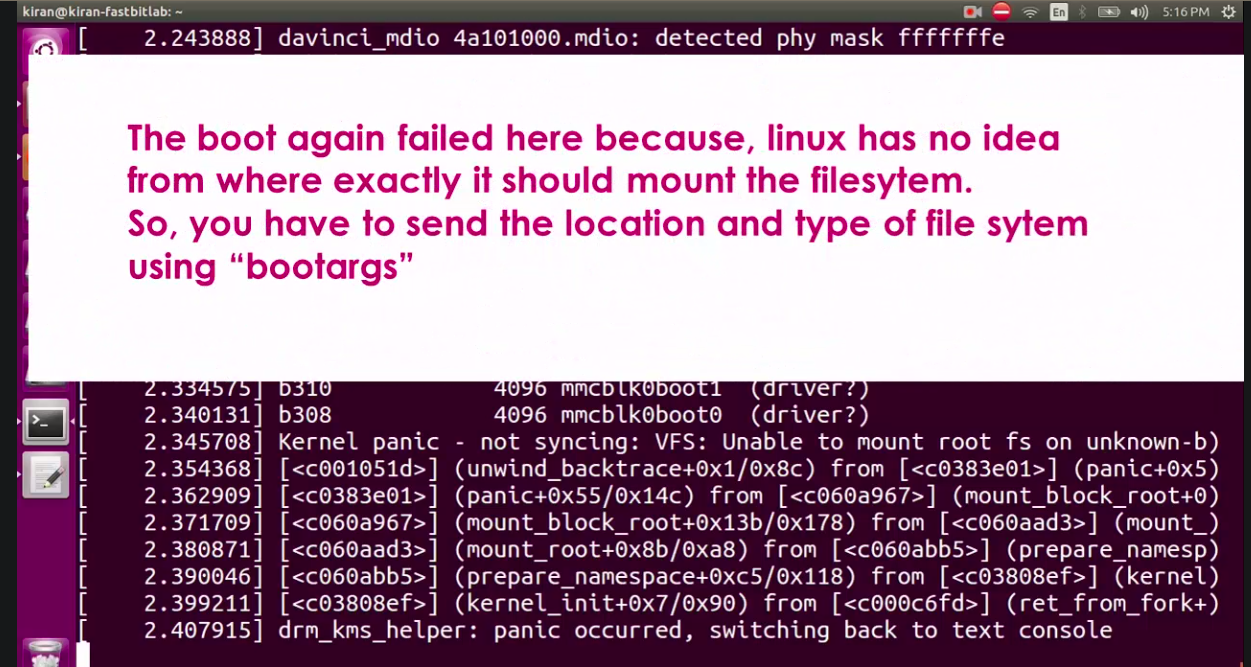 kiran@kiran-fastbitlab: ~ En 5:16 PM
[ 2.243888] davinci_mdio 4a101000.mdio: detected phy mask fffffffe
The boot again failed here because, linux has no idea
from where exactly it should mount the filesytem.
So, you have to send the location and type of file sytem
using “bootargs”
[ 2.334575] b310 4096 mmcblk0boot1 (driver?)
[ 2.340131] b308 4096 mmcblk0boot0 (driver?)
[ 2.345708] Kernel panic - not syncing: VFS: Unable to mount root fs on unknown-b)
[ 2.354368] [<c001051d>] (unwind_backtrace+0x1/0x8c) from [<c0383e01>] (panic+0x5)
[ 2.362909] [<c0383e01>] (panic+0x55/0x14c) from [<c060a967>] (mount_block_root+0)
[ 2.371709] [<c060a967>] (mount_block_root+0x13b/0x178) from [<c060aad3>] (mount_)
[ 2.380871] [<c060aad3>] (mount_root+0x8b/0xa8) from [<c060abb5>] (prepare_namesp)
[ 2.390046] [<c060abb5>] (prepare_namespace+0xc5/0x118) from [<c03808ef>] (kernel)
[ 2.399211] [<c03808ef>] (kernel_init+0x7/0x90) from [<c000c6fd>] (ret_from_fork+)
[ 2.407915] drm_kms_helper: panic occurred, switching back to text console